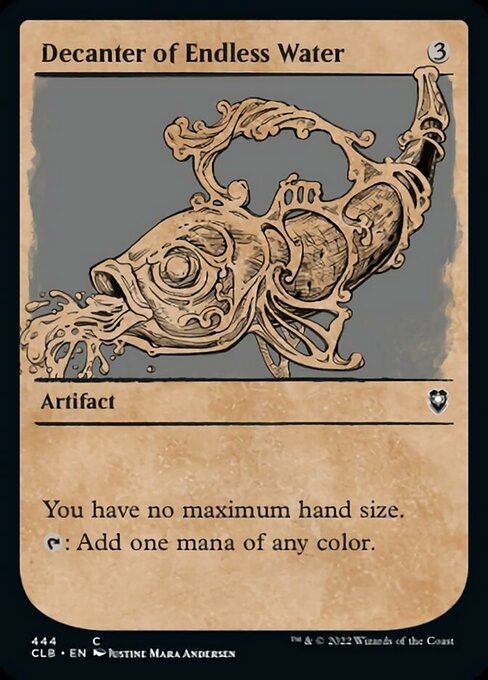 Decanter of Endless Water 3
Artifact
You have no maximum hand size.
: Add one mana of any color.
444 C
CLB • EN Justine Mara Andersen
™ & © 2022 Wizards of the Coast